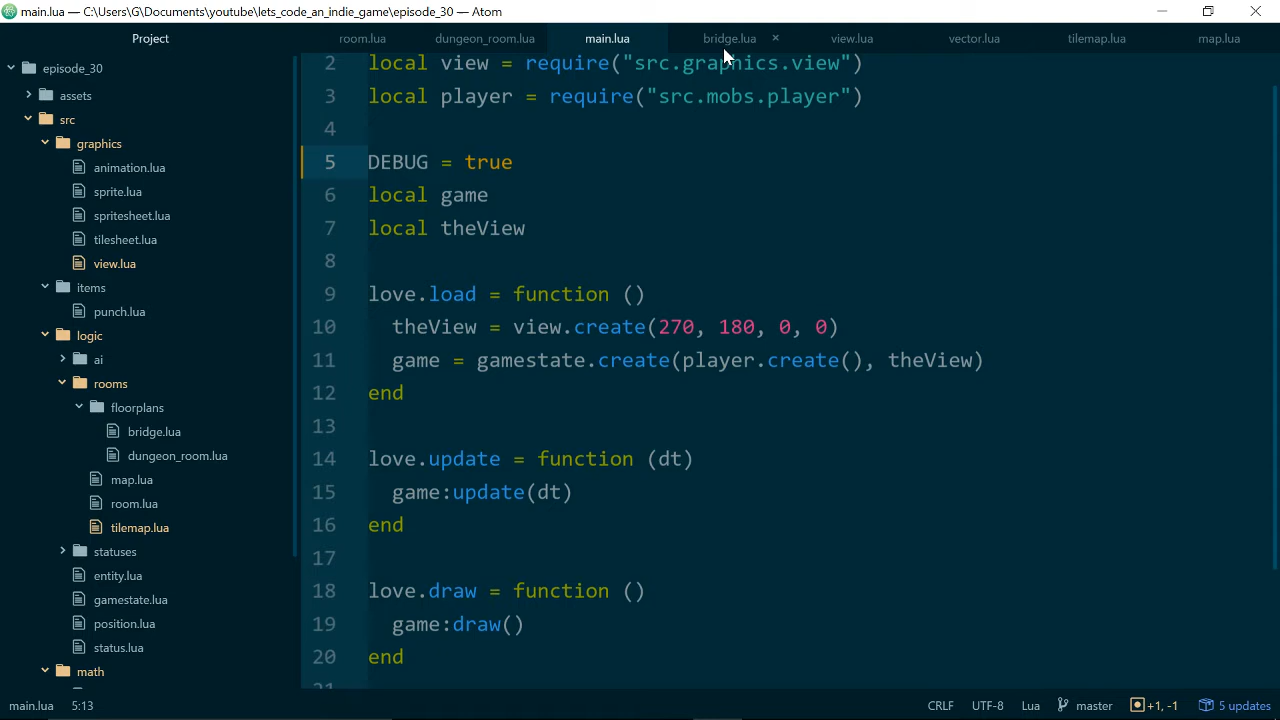 main.lua — C:\Users\G\Documents\youtube\lets_code_an_indie_game\episode_30 — Atom
Project
room.lua
dungeon_room.lua
main.lua
bridge.lua
view.lua
vector.lua
tilemap.lua
map.lua
episode_30
assets
src
graphics
animation.lua
sprite.lua
spritesheet.lua
tilesheet.lua
view.lua
items
punch.lua
logic
ai
rooms
floorplans
bridge.lua
dungeon_room.lua
map.lua
room.lua
tilemap.lua
statuses
entity.lua
gamestate.lua
position.lua
status.lua
math
2 local view = require("src.graphics.view")
3 local player = require("src.mobs.player")
4
5 DEBUG = true
6 local game
7 local theView
8
9 love.load = function ()
10 theView = view.create(270, 180, 0, 0)
11 game = gamestate.create(player.create(), theView)
12 end
13
14 love.update = function (dt)
15 game:update(dt)
16 end
17
18 love.draw = function ()
19 game:draw()
20 end
main.lua 5:13 CRLF UTF-8 Lua master +1, -1 5 updates